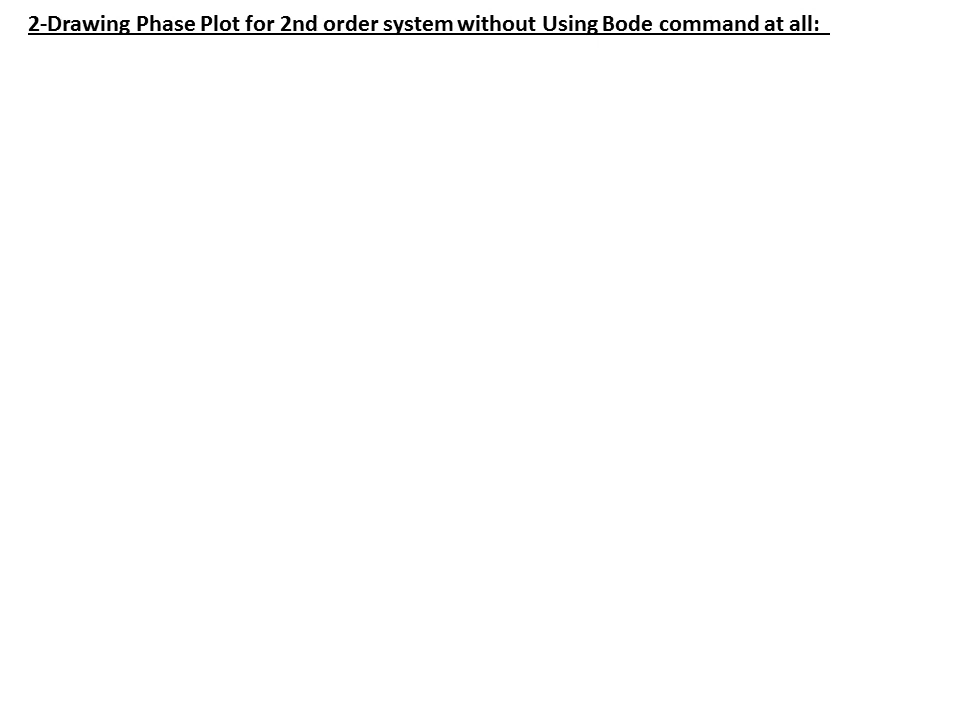 2-Drawing Phase Plot for 2nd order system without Using Bode command at all: